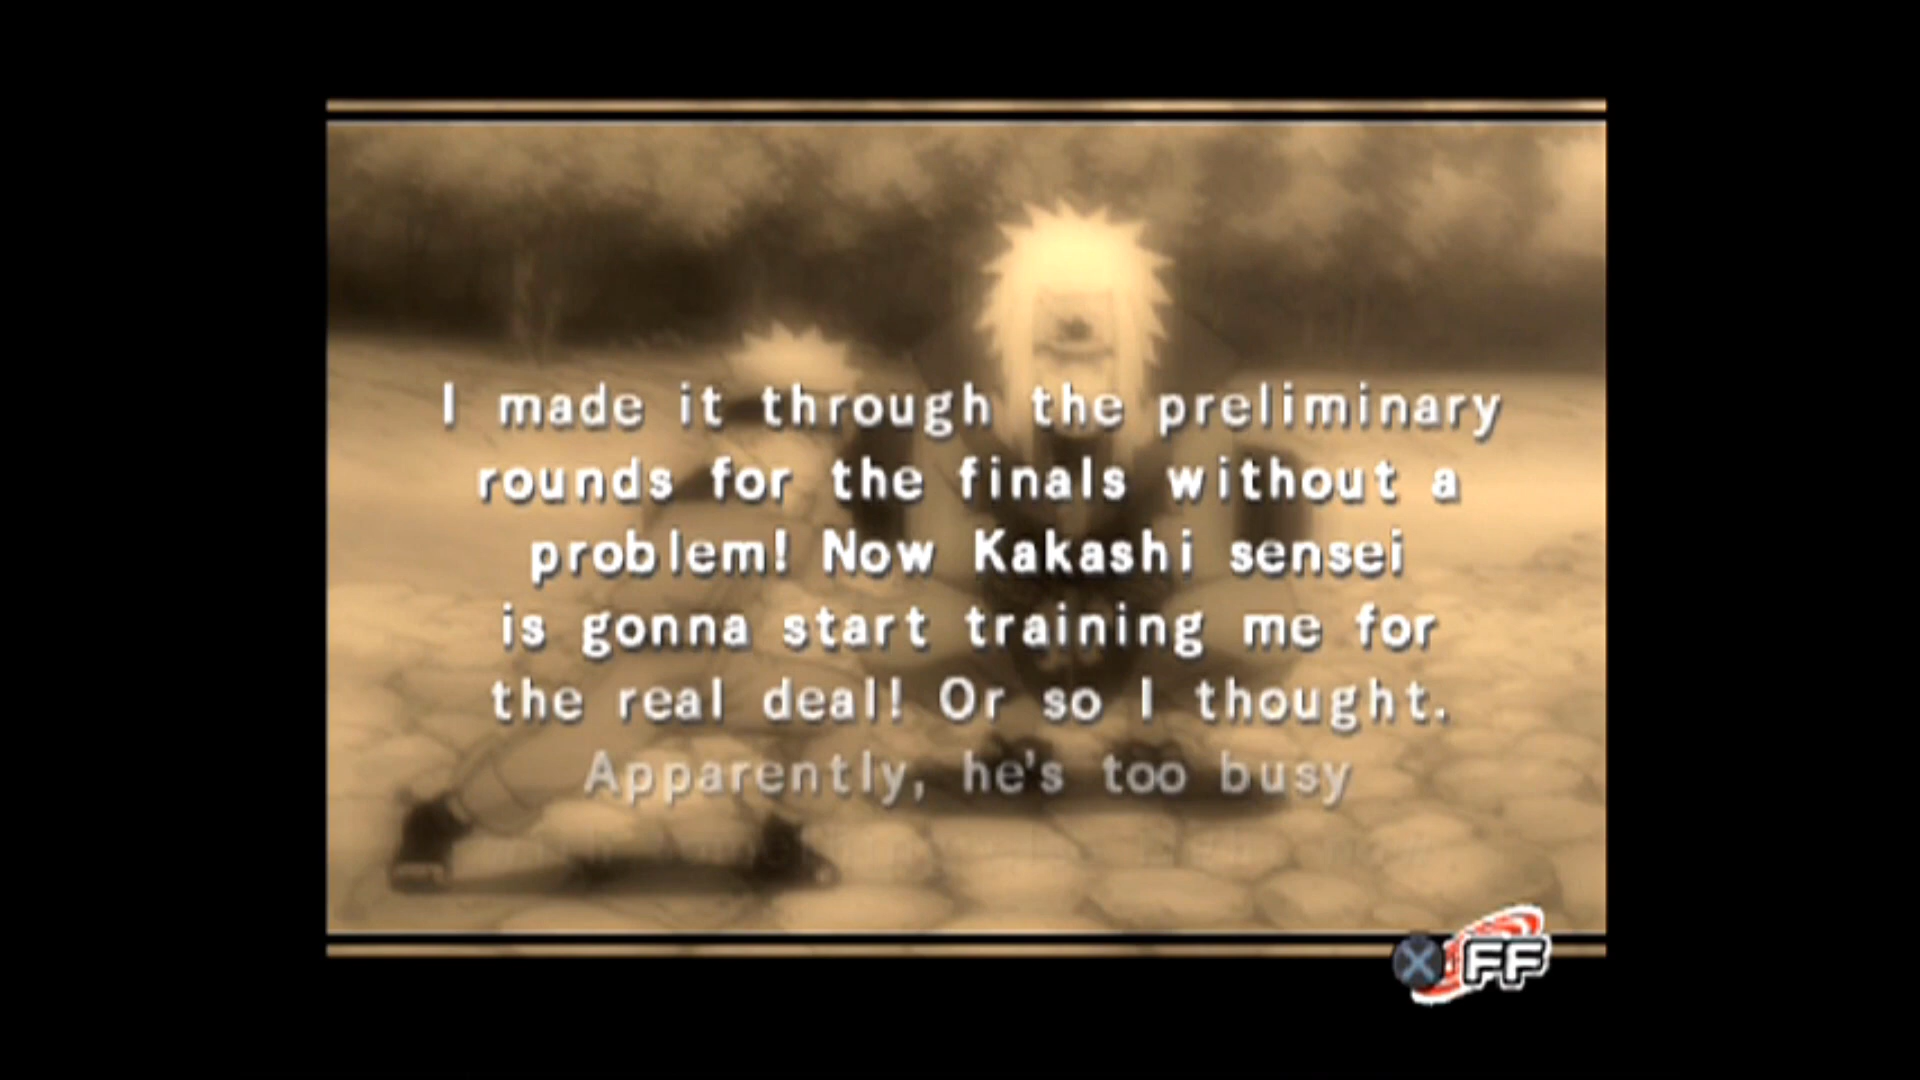 I made it through the preliminary
rounds for the finals without a
problem! Now Kakashi sensei
is gonna start training me for
the real deal! Or so I thought.
Apparently, he's too busy
FF